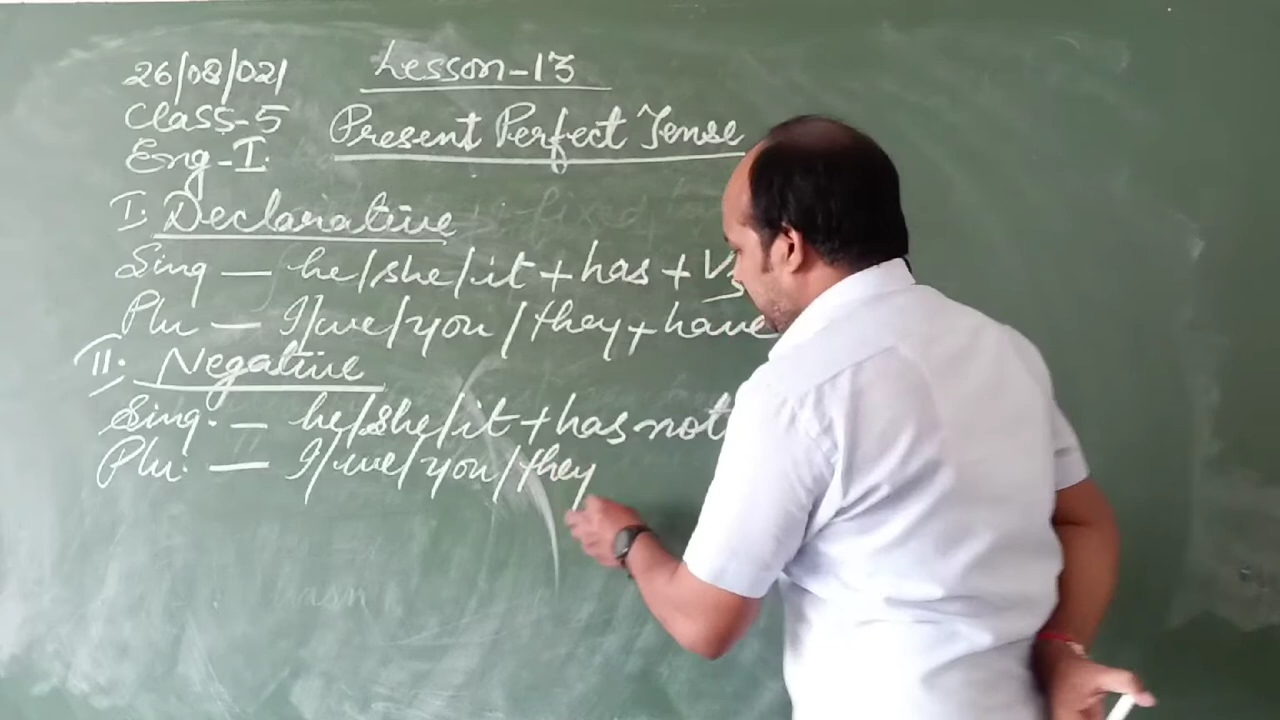 26/08/021
Lesson-13
Class-5
Present Perfect Tense
Eng-I.
I. Declarative
Sing — he/she/it + has + V3
Plu — I/we/you/they + have
II. Negative
Sing. — he/she/it + has not
Plu. — I/we/you/they